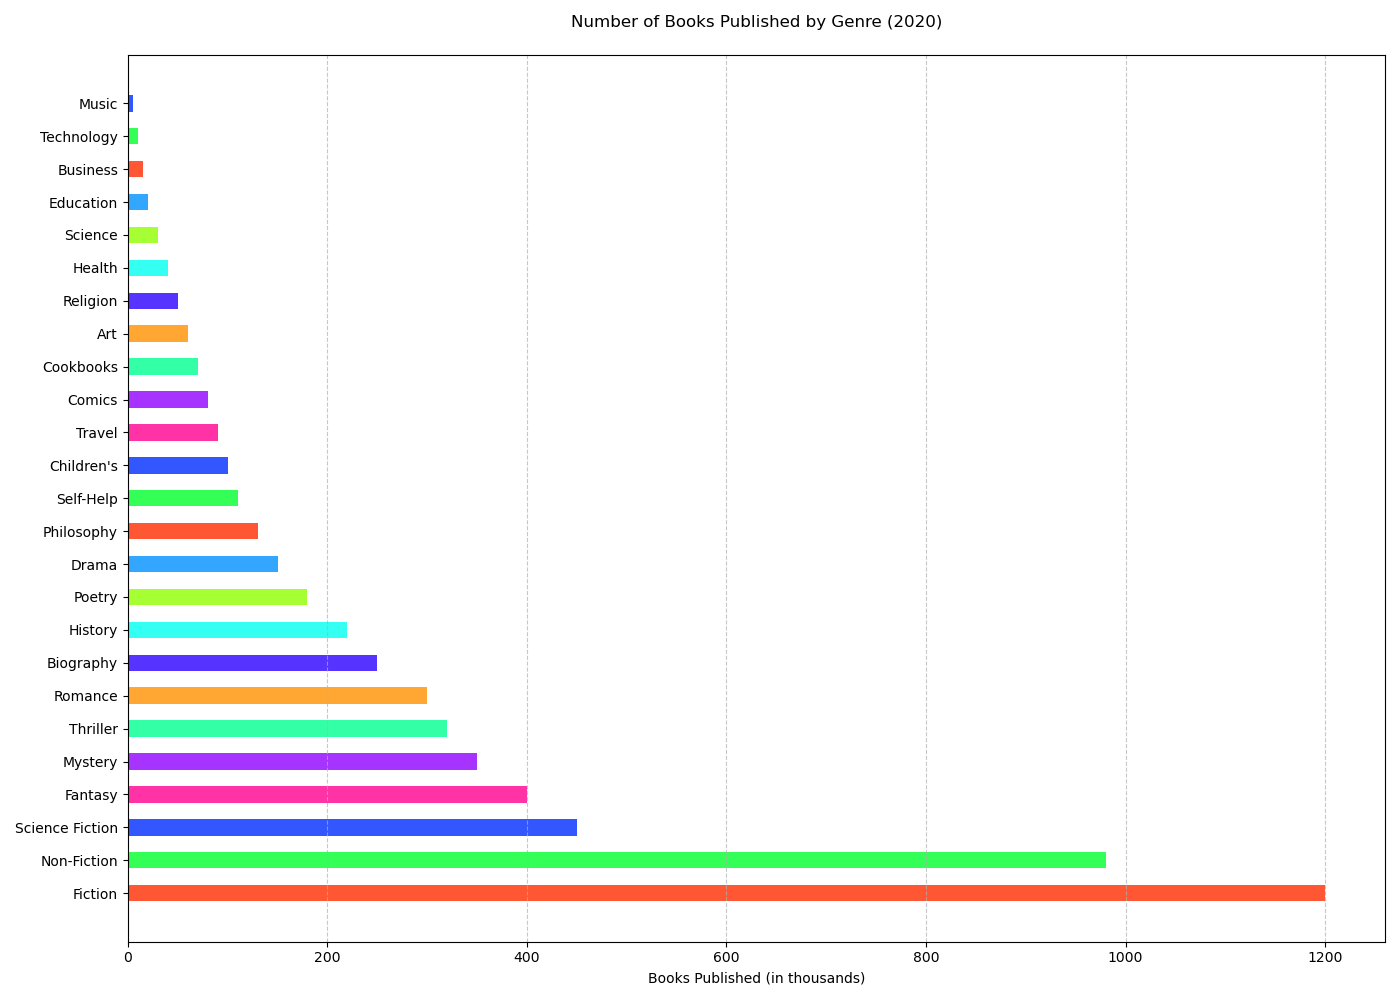 Number of Books Published by Genre (2020)
Music
Technology
Business
Education
Science
Health
Religion
Art
Cookbooks
Comics
Travel
Children's
Self-Help
Philosophy
Drama
Poetry
History
Biography
Romance
Thriller
Mystery
Fantasy
Science Fiction
Non-Fiction
Fiction
0 200 400 600 800 1000 1200
Books Published (in thousands)